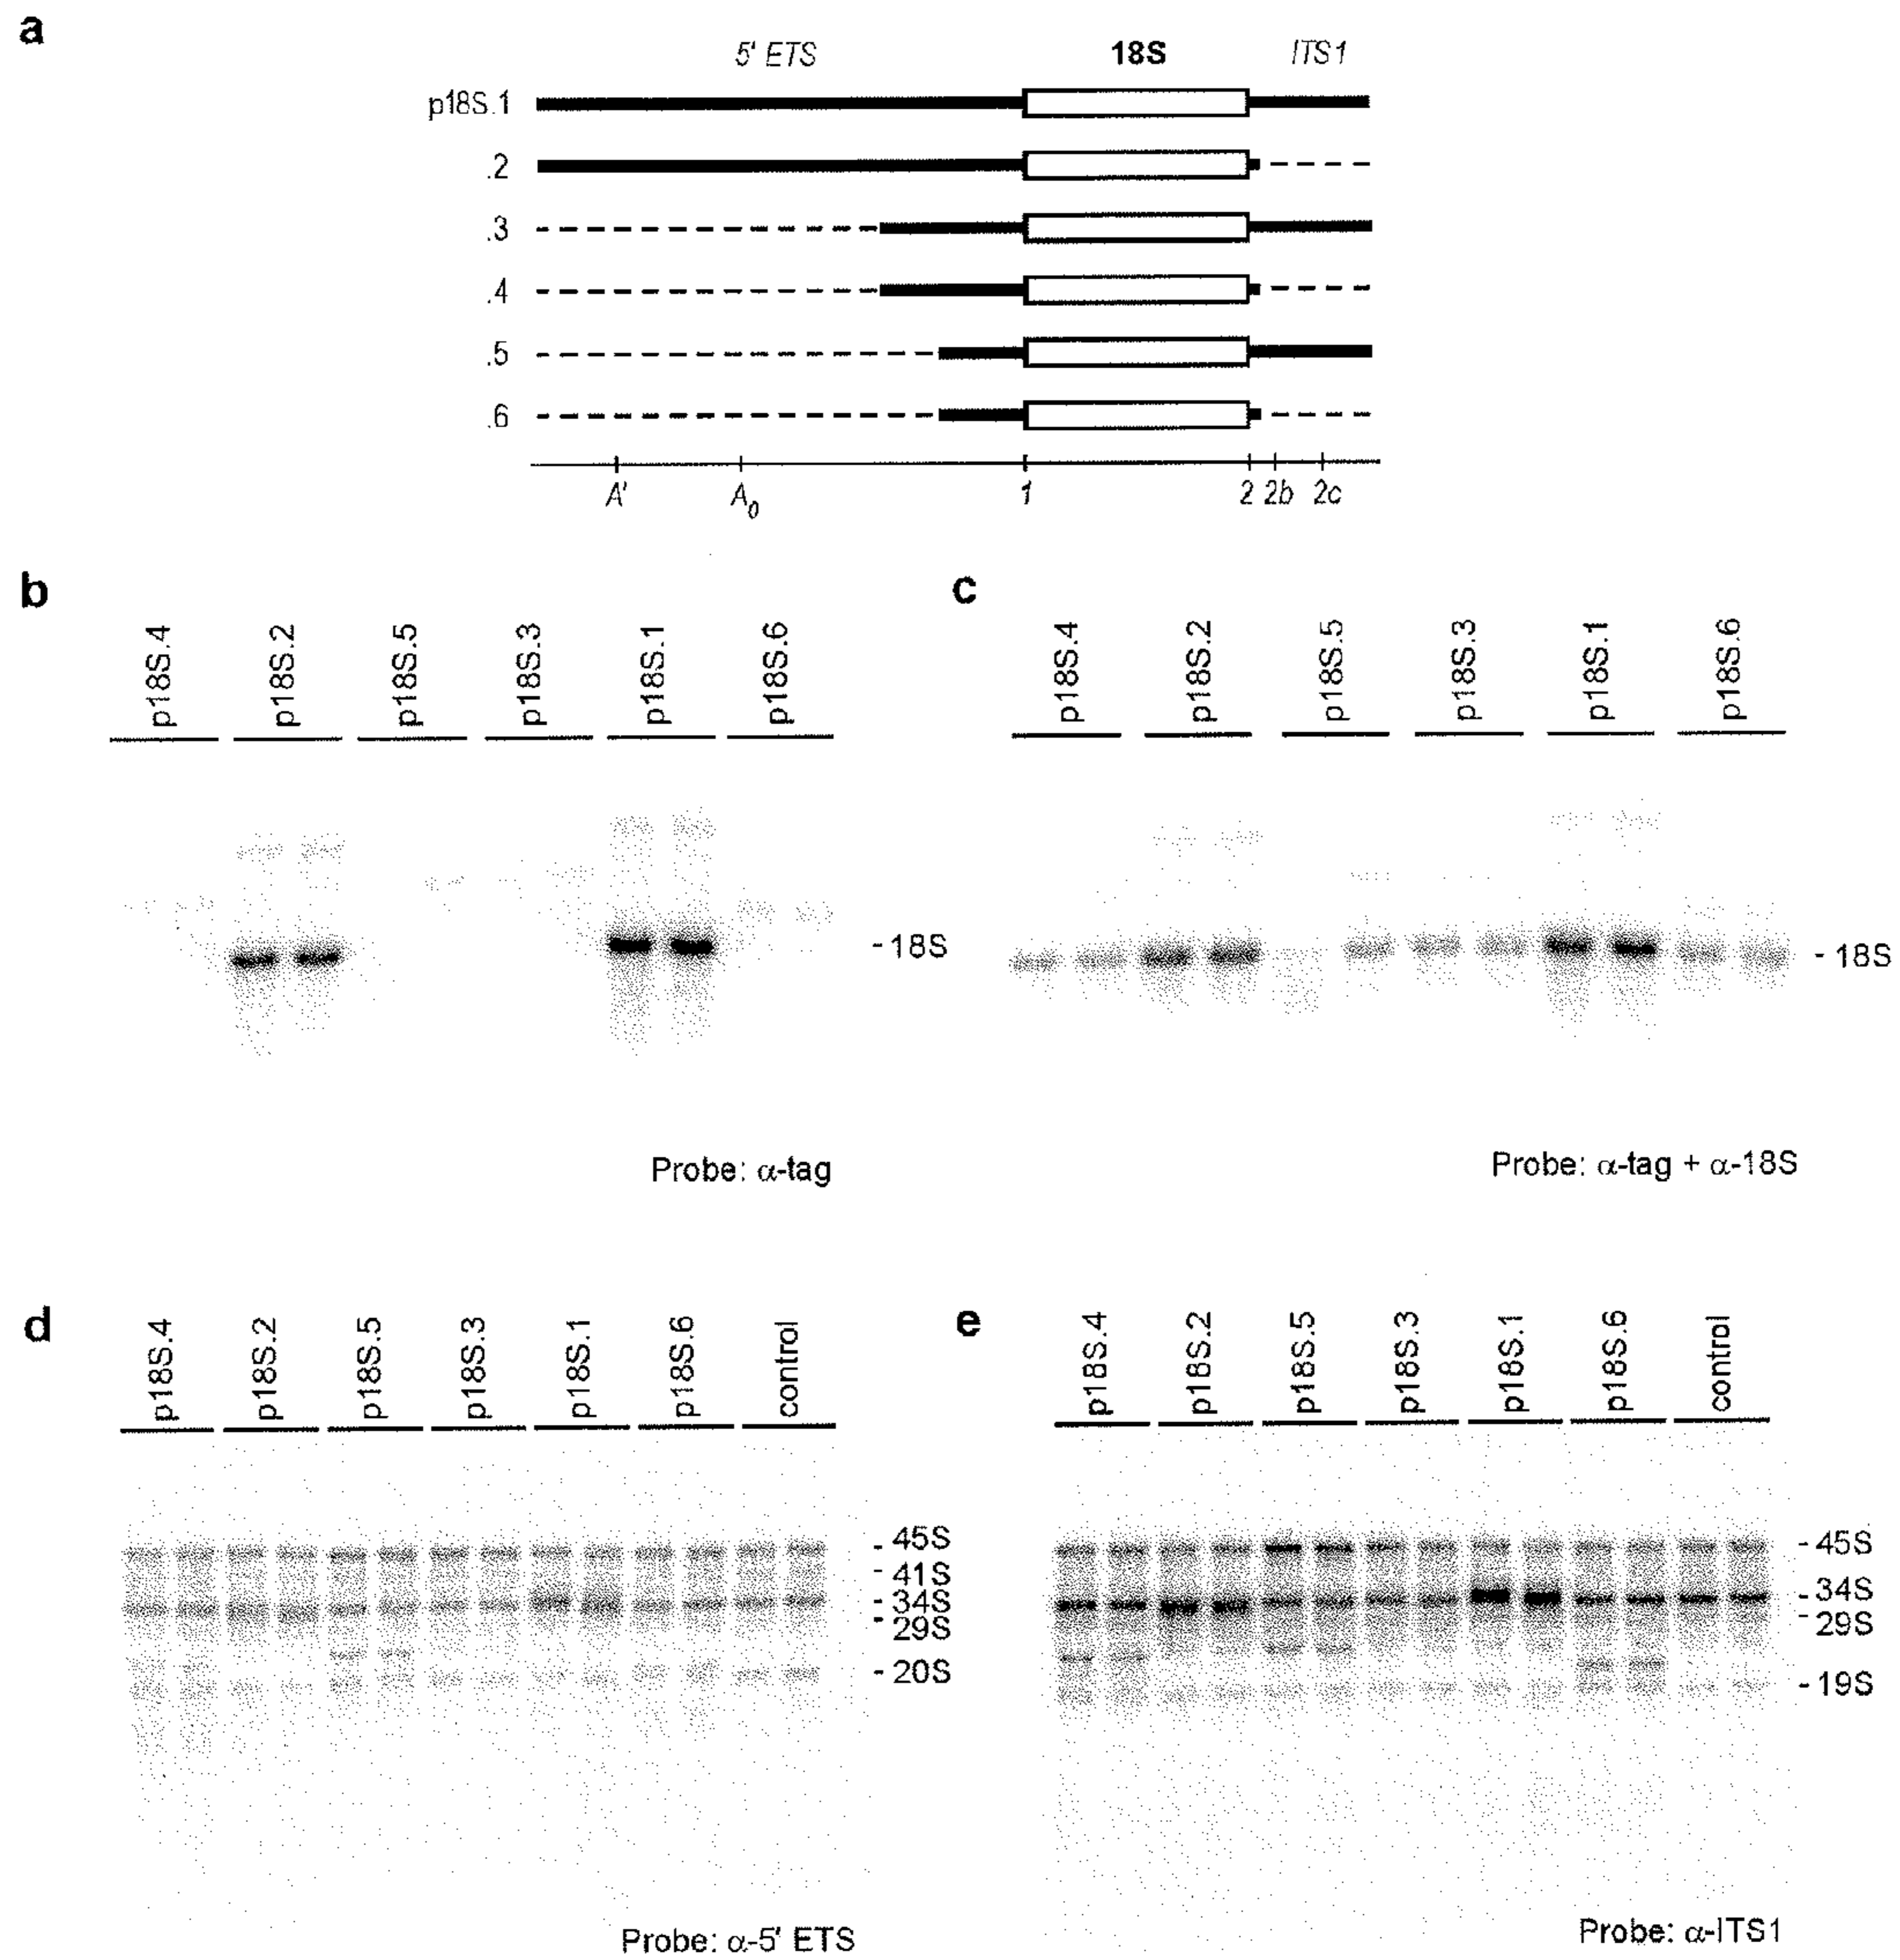 a
5' ETS 18S ITS1
p18S.1
.2
.3
.4
.5
.6
A' A0 1 2 2b 2c
b
p18S.4 p18S.2 p18S.5 p18S.3 p18S.1 p18S.6
-18S
Probe: α-tag
c
p18S.4 p18S.2 p18S.5 p18S.3 p18S.1 p18S.6
- 18S
Probe: α-tag + α-18S
d
p18S.4 p18S.2 p18S.5 p18S.3 p18S.1 p18S.6 control
- 45S
- 41S
- 34S
- 29S
- 20S
Probe: α-5' ETS
e
p18S.4 p18S.2 p18S.5 p18S.3 p18S.1 p18S.6 control
- 45S
- 34S
- 29S
- 19S
Probe: α-ITS1